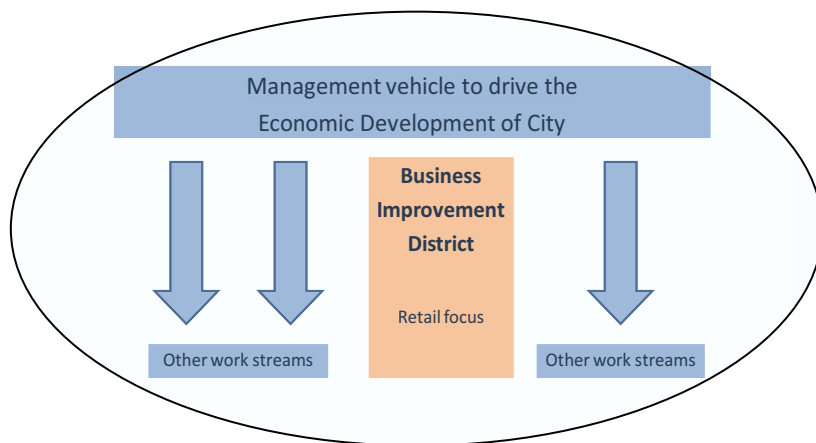 Management vehicle to drive the
Economic Development of City
Business
Improvement
District
Retail focus
Other work streams
Other work streams